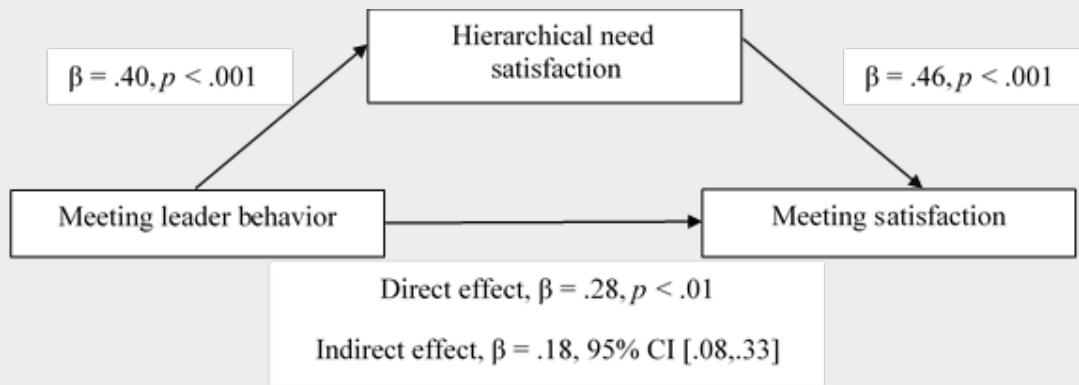 Hierarchical need
satisfaction
β = .40, p < .001
β = .46, p < .001
Meeting leader behavior
Meeting satisfaction
Direct effect, β = .28, p < .01
Indirect effect, β = .18, 95% CI [.08,.33]